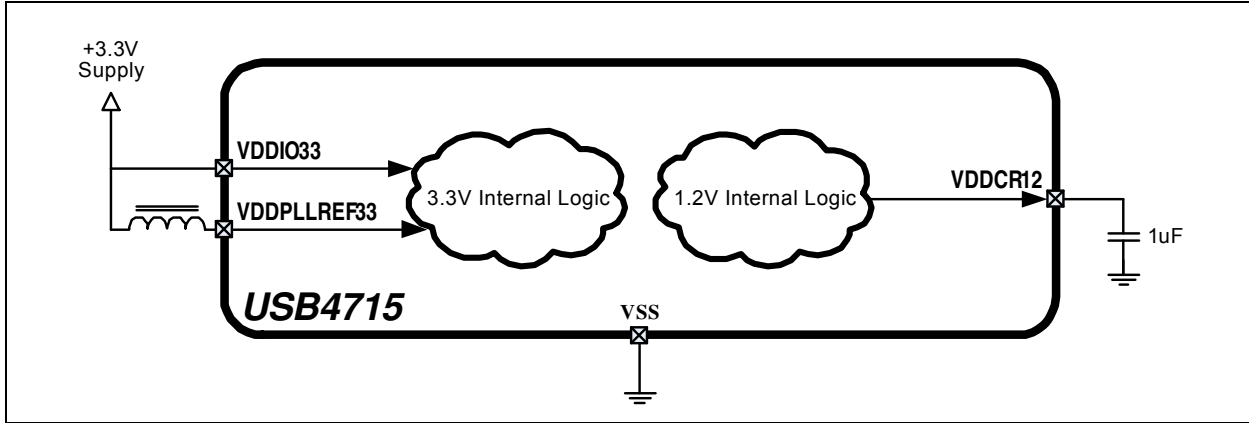 +3.3V
Supply
VDDIO33
VDDPLLREF33
3.3V Internal Logic
1.2V Internal Logic
VDDCR12
1uF
USB4715
VSS